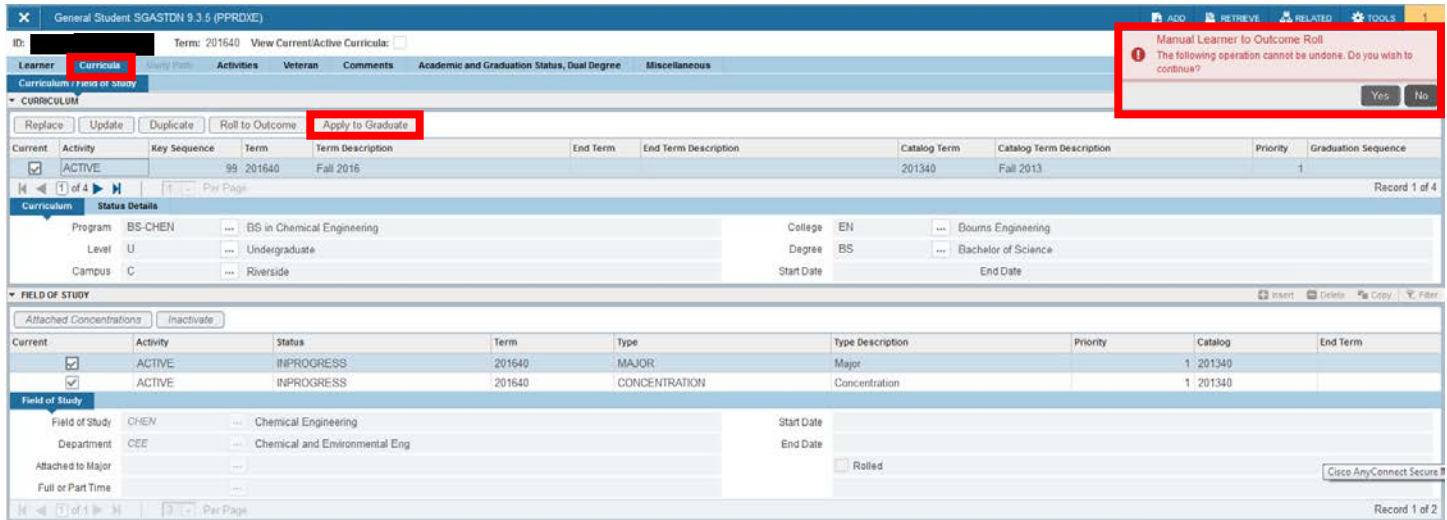 General Student SGASTDN 9.3.5 (PPRDXE) ADD RETRIEVE RELATED TOOLS 1
ID: Term: 201640 View Current/Active Curricula:
Manual Learner to Outcome Roll
The following operation cannot be undone. Do you wish to
continue?
Yes No
Learner Curricula Study Path Activities Veteran Comments Academic and Graduation Status, Dual Degree Miscellaneous
Curriculum / Field of Study
CURRICULUM
Replace Update Duplicate Roll to Outcome Apply to Graduate
Current Activity Key Sequence Term Term Description End Term End Term Description Catalog Term Catalog Term Description Priority Graduation Sequence
ACTIVE 99 201640 Fall 2016 201340 Fall 2013 1
1 of 4 1 Per Page Record 1 of 4
Curriculum Status Details
Program BS-CHEN ... BS in Chemical Engineering College EN ... Bourns Engineering
Level U ... Undergraduate Degree BS ... Bachelor of Science
Campus C ... Riverside Start Date End Date
FIELD OF STUDY Insert Delete Copy Filter
Attached Concentrations Inactivate
Current Activity Status Term Type Type Description Priority Catalog End Term
ACTIVE INPROGRESS 201640 MAJOR Major 1 201340
ACTIVE INPROGRESS 201640 CONCENTRATION Concentration 1 201340
Field of Study
Field of Study CHEN ... Chemical Engineering Start Date
Department CEE ... Chemical and Environmental Eng End Date
Attached to Major ... Rolled
Cisco AnyConnect Secure
Full or Part Time ...
1 of 1 3 Per Page Record 1 of 2